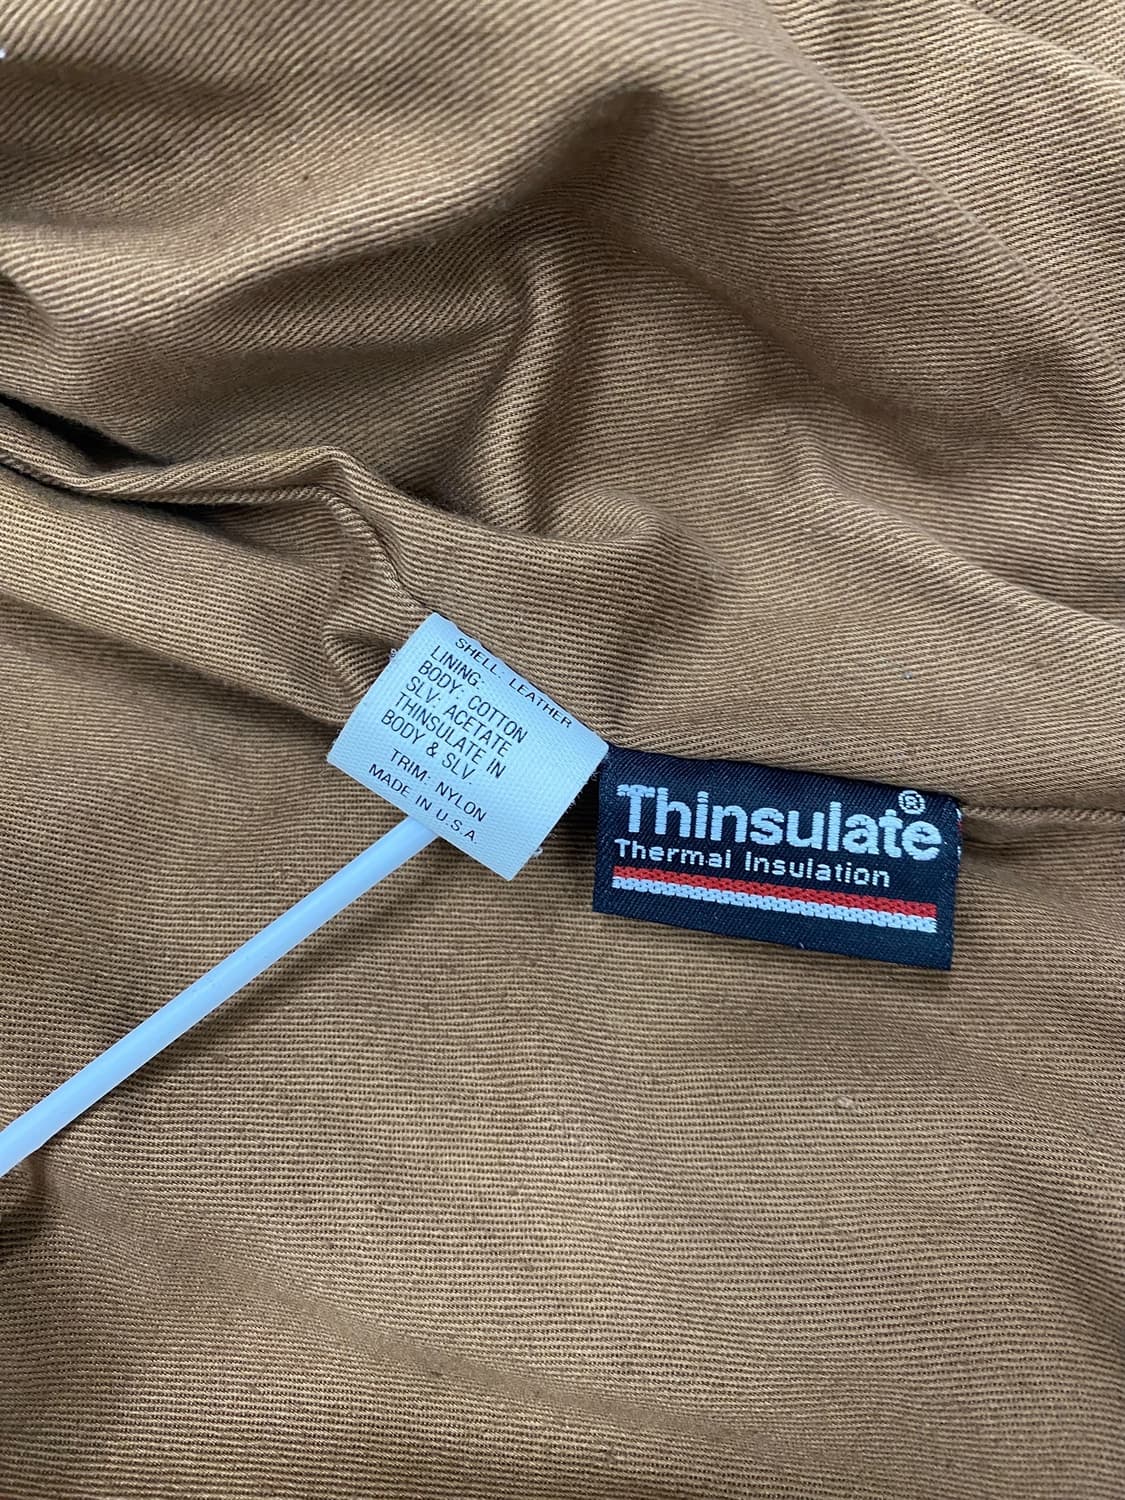 SHELL: LEATHER
LINING:
BODY: COTTON
SLV: ACETATE
THINSULATE IN
BODY & SLV
TRIM: NYLON
MADE IN U.S.A.
Thinsulate®
Thermal Insulation